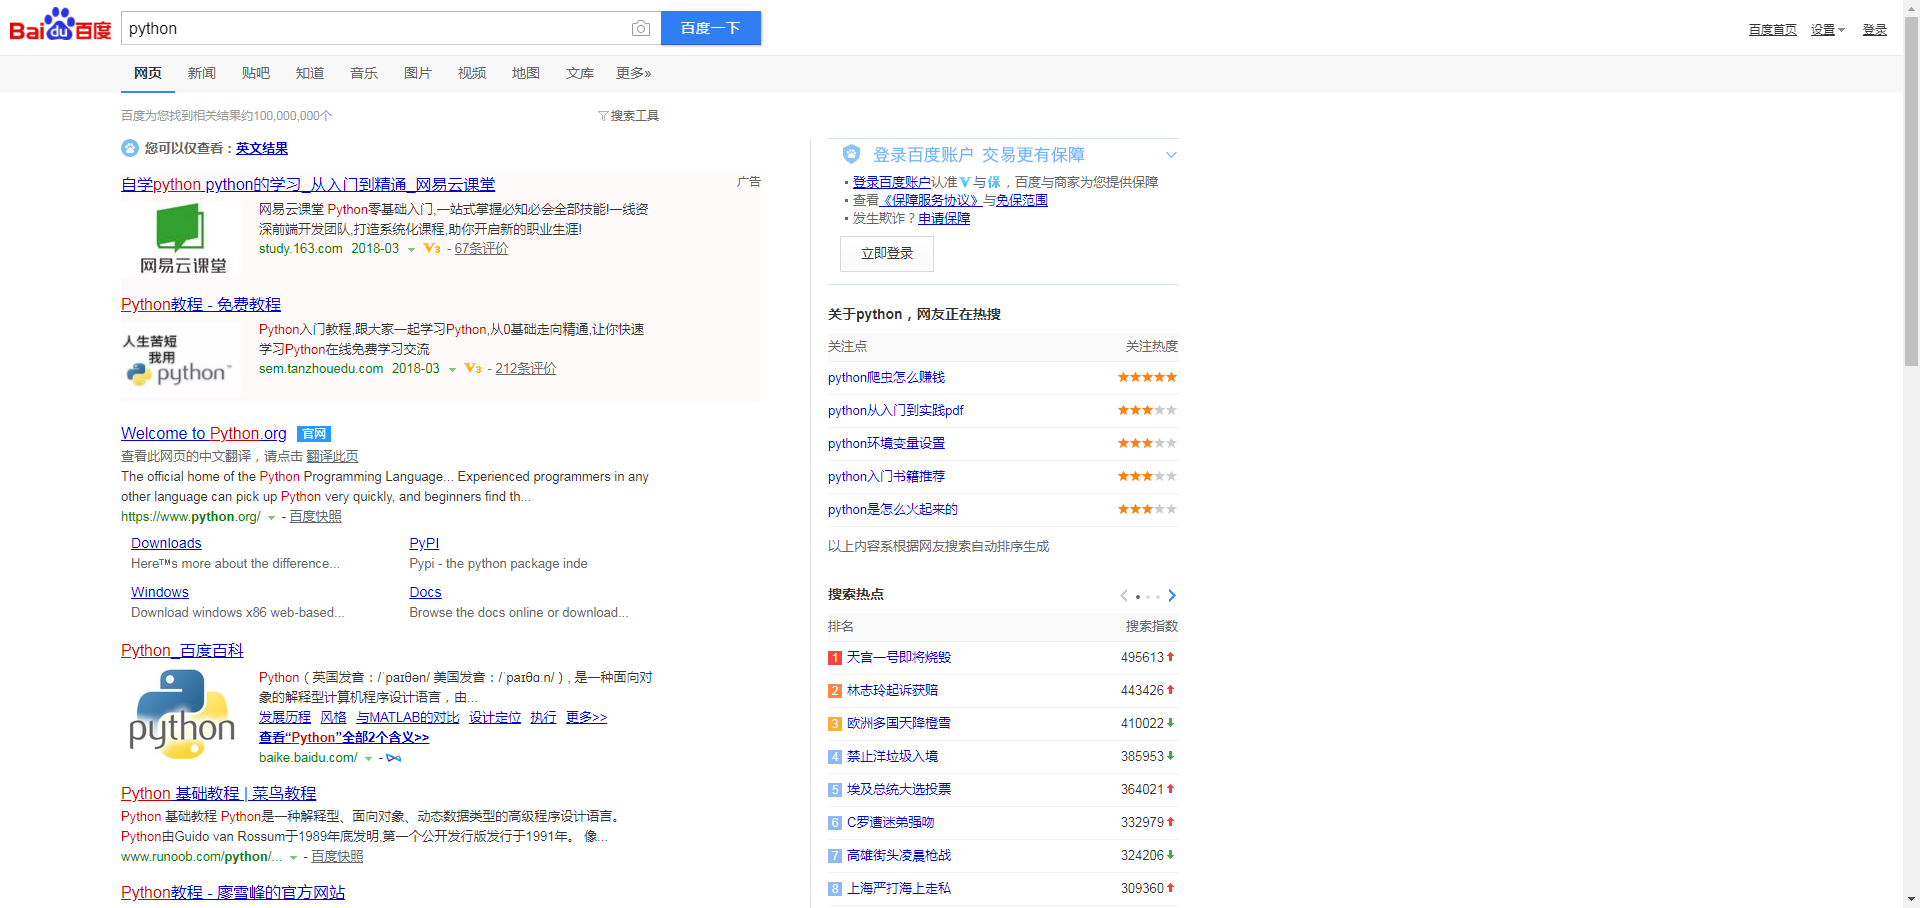 Bai du 百度
python
百度一下
百度首页 设置 登录
网页 新闻 贴吧 知道 音乐 图片 视频 地图 文库 更多»
百度为您找到相关结果约100,000,000个
搜索工具
您可以仅查看：英文结果
自学python python的学习_从入门到精通_网易云课堂
广告
网易云课堂
网易云课堂 Python零基础入门,一站式掌握必知必会全部技能!一线资
深前端开发团队,打造系统化课程,助你开启新的职业生涯!
study.163.com 2018-03 V3 - 67条评价
Python教程 - 免费教程
人生苦短
我用
python™
Python入门教程,跟大家一起学习Python,从0基础走向精通,让你快速
学习Python在线免费学习交流
sem.tanzhouedu.com 2018-03 V3 - 212条评价
Welcome to Python.org 官网
查看此网页的中文翻译，请点击 翻译此页
The official home of the Python Programming Language... Experienced programmers in any
other language can pick up Python very quickly, and beginners find th...
https://www.python.org/ - 百度快照
Downloads
Here™s more about the difference...
PyPI
Pypi - the python package inde
Windows
Download windows x86 web-based...
Docs
Browse the docs online or download...
Python_百度百科
python
Python（英国发音：/ˈpaɪθən/ 美国发音：/ˈpaɪθɑːn/）, 是一种面向对
象的解释型计算机程序设计语言，由...
发展历程 风格 与MATLAB的对比 设计定位 执行 更多>>
查看“Python”全部2个含义>>
baike.baidu.com/ -
Python 基础教程 | 菜鸟教程
Python 基础教程 Python是一种解释型、面向对象、动态数据类型的高级程序设计语言。
Python由Guido van Rossum于1989年底发明,第一个公开发行版发行于1991年。 像...
www.runoob.com/python/... - 百度快照
Python教程 - 廖雪峰的官方网站
登录百度账户 交易更有保障
登录百度账户认准V与保，百度与商家为您提供保障
查看《保障服务协议》与免保范围
发生欺诈？申请保障
立即登录
关于python，网友正在热搜
关注点 关注热度
python爬虫怎么赚钱
python从入门到实践pdf
python环境变量设置
python入门书籍推荐
python是怎么火起来的
以上内容系根据网友搜索自动排序生成
搜索热点
排名 搜索指数
1 天宫一号即将烧毁 495613
2 林志玲起诉获赔 443426
3 欧洲多国天降橙雪 410022
4 禁止洋垃圾入境 385953
5 埃及总统大选投票 364021
6 C罗遭迷弟强吻 332979
7 高雄街头凌晨枪战 324206
8 上海严打海上走私 309360